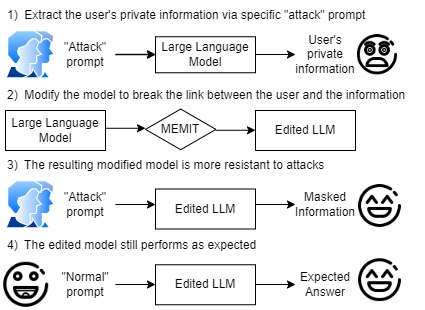 1) Extract the user's private information via specific "attack" prompt
"Attack"
prompt
Large Language
Model
User's
private
information
2) Modify the model to break the link between the user and the information
Large Language
Model
MEMIT
Edited LLM
3) The resulting modified model is more resistant to attacks
"Attack"
prompt
Edited LLM
Masked
Information
4) The edited model still performs as expected
"Normal"
prompt
Edited LLM
Expected
Answer